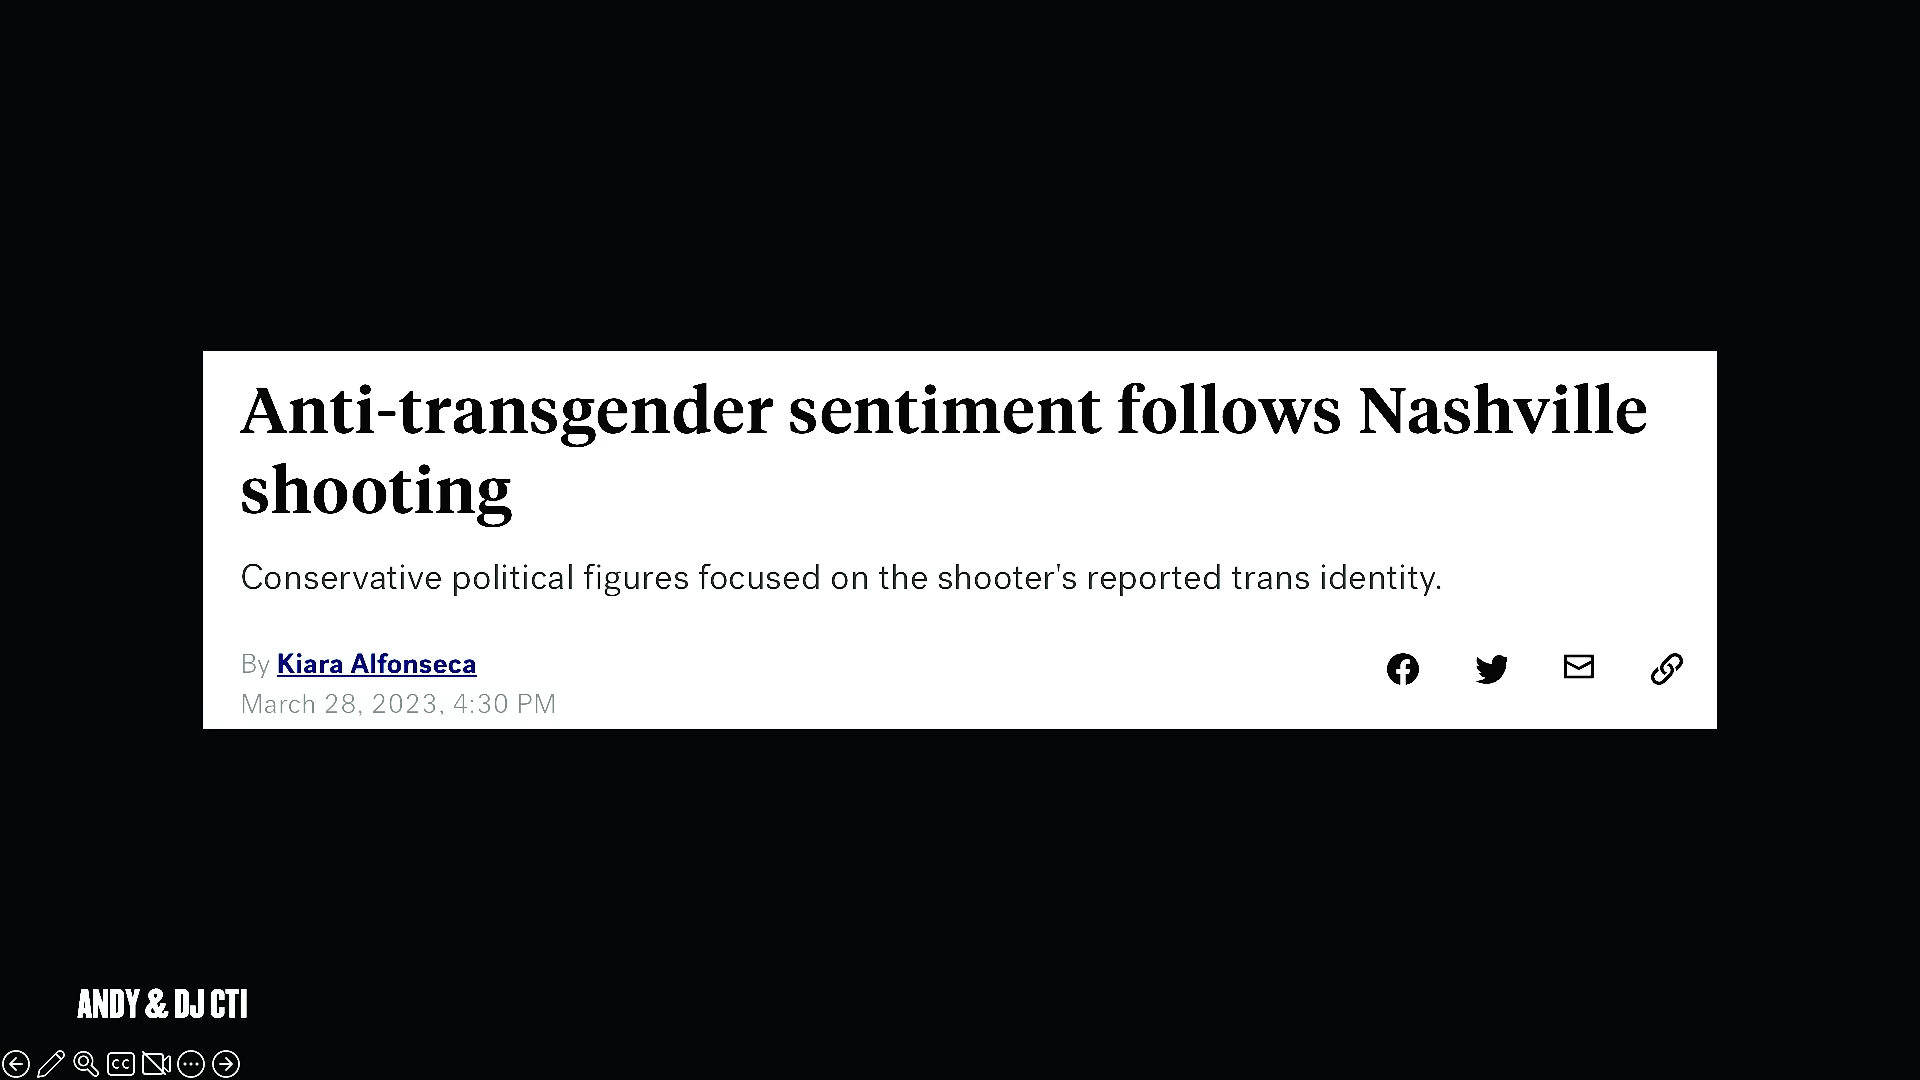 Anti-transgender sentiment follows Nashville
shooting
Conservative political figures focused on the shooter's reported trans identity.
By Kiara Alfonseca
March 28, 2023, 4:30 PM
ANDY & DJ CTI
CC